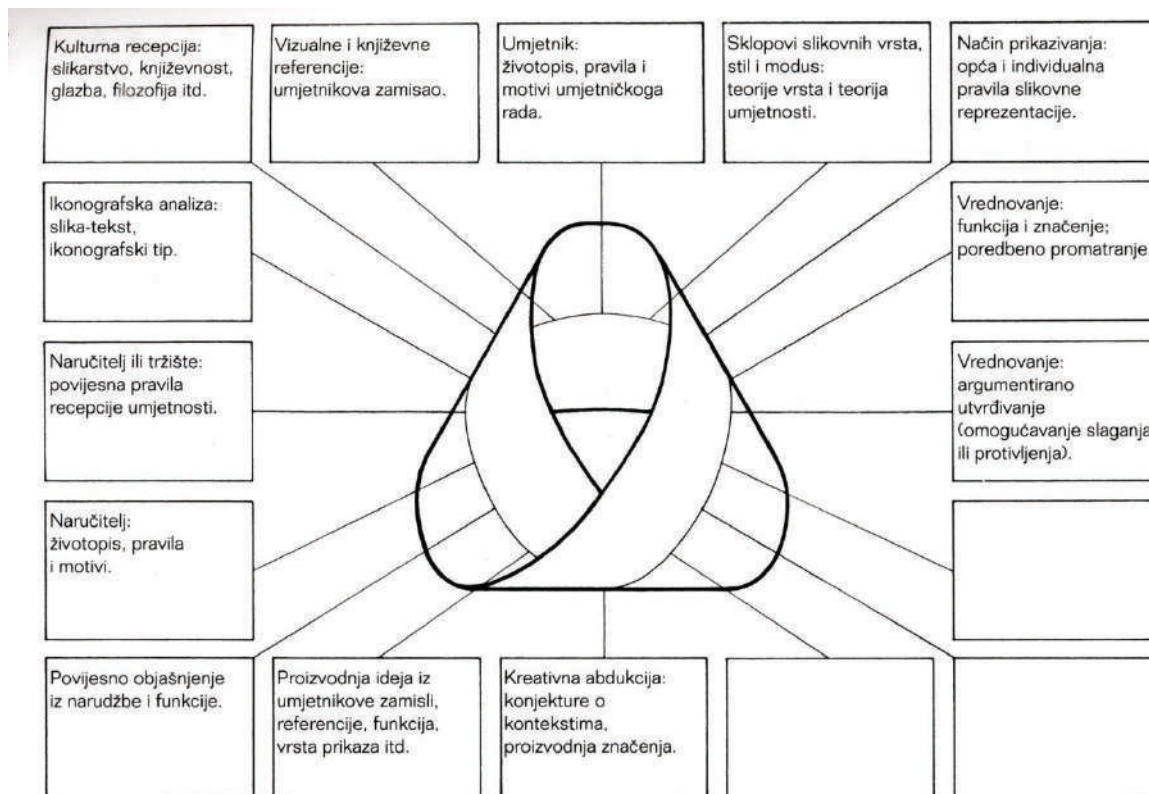 Kulturna recepcija:
slikarstvo, književnost,
glazba, filozofija itd.
Vizualne i književne
referencije:
umjetnikova zamisao.
Umjetnik:
životopis, pravila i
motivi umjetničkoga
rada.
Sklopovi slikovnih vrsta,
stil i modus:
teorije vrsta i teorija
umjetnosti.
Način prikazivanja:
opća i individualna
pravila slikovne
reprezentacije.
Ikonografska analiza:
slika-tekst,
ikonografski tip.
Vrednovanje:
funkcija i značenje;
poredbeno promatranje.
Naručitelj ili tržište:
povijesna pravila
recepcije umjetnosti.
Vrednovanje:
argumentirano
utvrđivanje
(omogućavanje slaganja
ili protivljenja).
Naručitelj:
životopis, pravila
i motivi.
Povijesno objašnjenje
iz narudžbe i funkcije.
Proizvodnja ideja iz
umjetnikove zamisli,
referencije, funkcija,
vrsta prikaza itd.
Kreativna abdukcija:
konjekture o
kontekstima,
proizvodnja značenja.